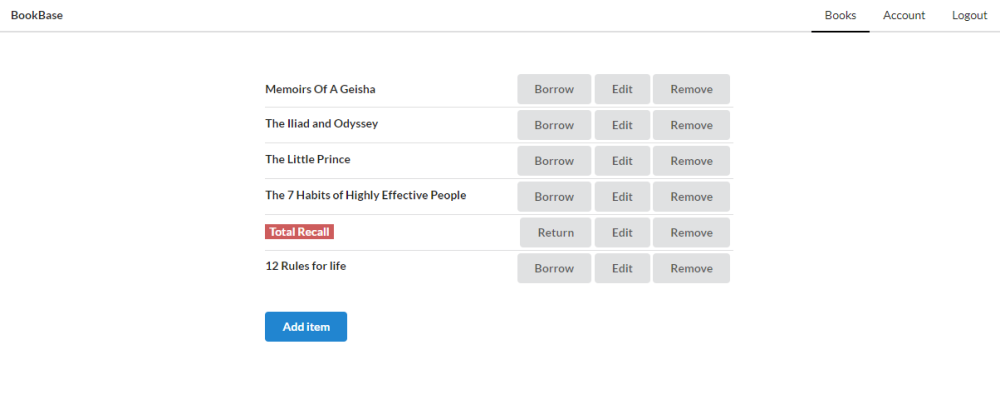 BookBase Books Account Logout
Memoirs Of A Geisha Borrow Edit Remove
The Iliad and Odyssey Borrow Edit Remove
The Little Prince Borrow Edit Remove
The 7 Habits of Highly Effective People Borrow Edit Remove
Total Recall Return Edit Remove
12 Rules for life Borrow Edit Remove
Add item